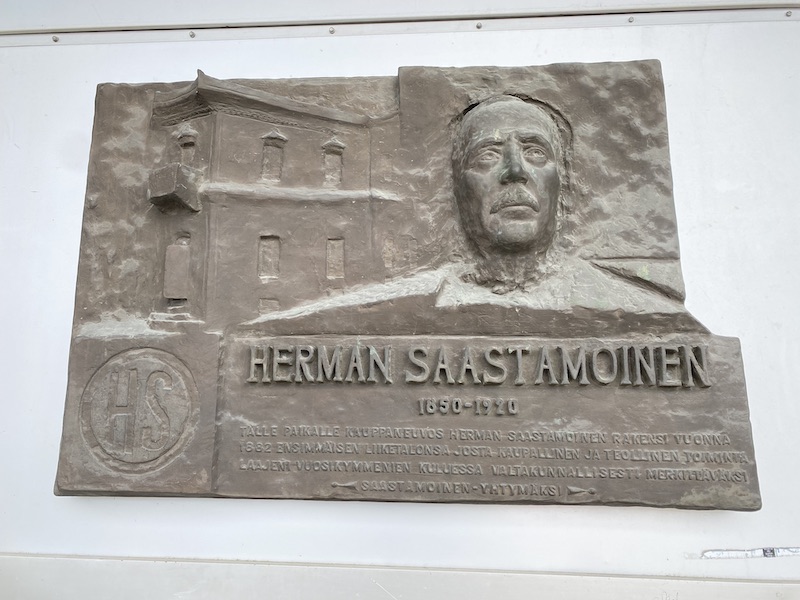 HERMAN SAASTAMOINEN
1850-1920
TÄLLE PAIKALLE KAUPPANEUVOS HERMAN SAASTAMOINEN RAKENSI VUONNA
1882 ENSIMMÄISEN LIIKETALONSA JOSTA KAUPALLINEN JA TEOLLINEN TOIMINTA
LAAJENI VUOSIKYMMENIEN KULUESSA VALTAKUNNALLISESTI MERKITTÄVÄKSI
SAASTAMOINEN-YHTYMÄKSI
HS